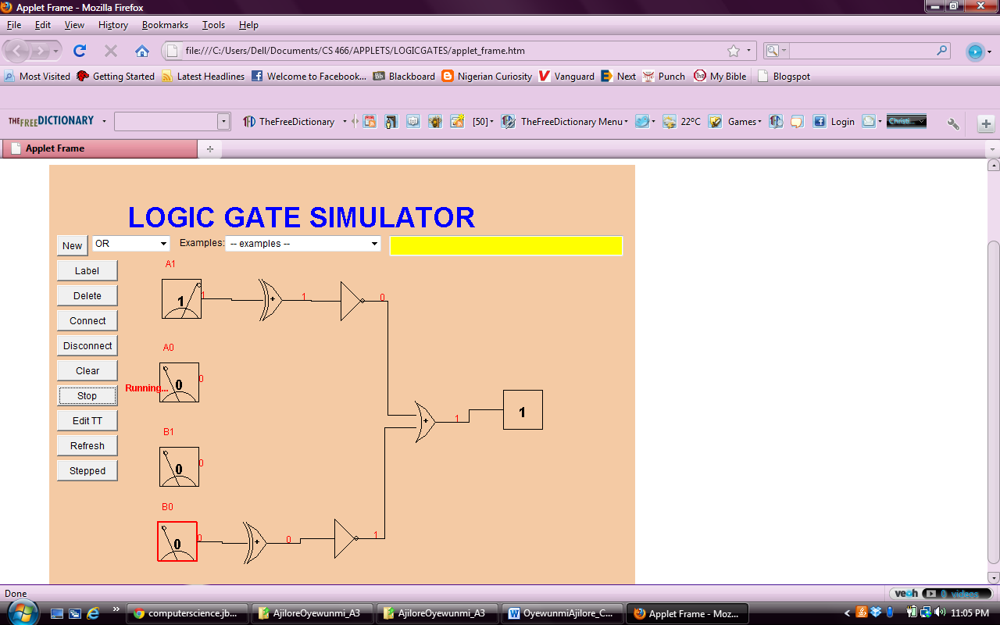 Applet Frame - Mozilla Firefox
File Edit View History Bookmarks Tools Help
file:///C:/Users/Dell/Documents/CS 466/APPLETS/LOGICGATES/applet_frame.htm
Most Visited Getting Started Latest Headlines Welcome to Facebook... Bb Blackboard Nigerian Curiosity Vanguard Next Punch My Bible Blogspot
THEFREEDICTIONARY TheFreeDictionary [50] TheFreeDictionary Menu 22°C Games Login Christi...
Applet Frame
LOGIC GATE SIMULATOR
New OR Examples: -- examples --
Label A1
1 1 + 1 0
Delete
Connect
Disconnect A0
Clear
0 0
Running...
Stop
1
Edit TT + 1
B1
Refresh
Stepped 0 0
B0
0 0 + 0 1
Done veoh 0 videos
computerscience.jb... AjiloreOyewunmi_A3 AjiloreOyewunmi_A3 OyewunmiAjilore_C... Applet Frame - Moz... 11:05 PM